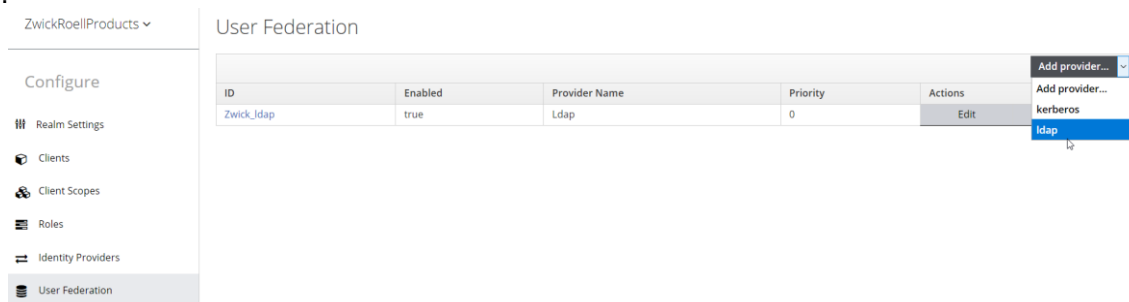 ZwickRoellProducts
User Federation
Add provider...
Configure
ID Enabled Provider Name Priority Actions
Zwick_ldap true Ldap 0 Edit
Add provider...
kerberos
ldap
Realm Settings
Clients
Client Scopes
Roles
Identity Providers
User Federation